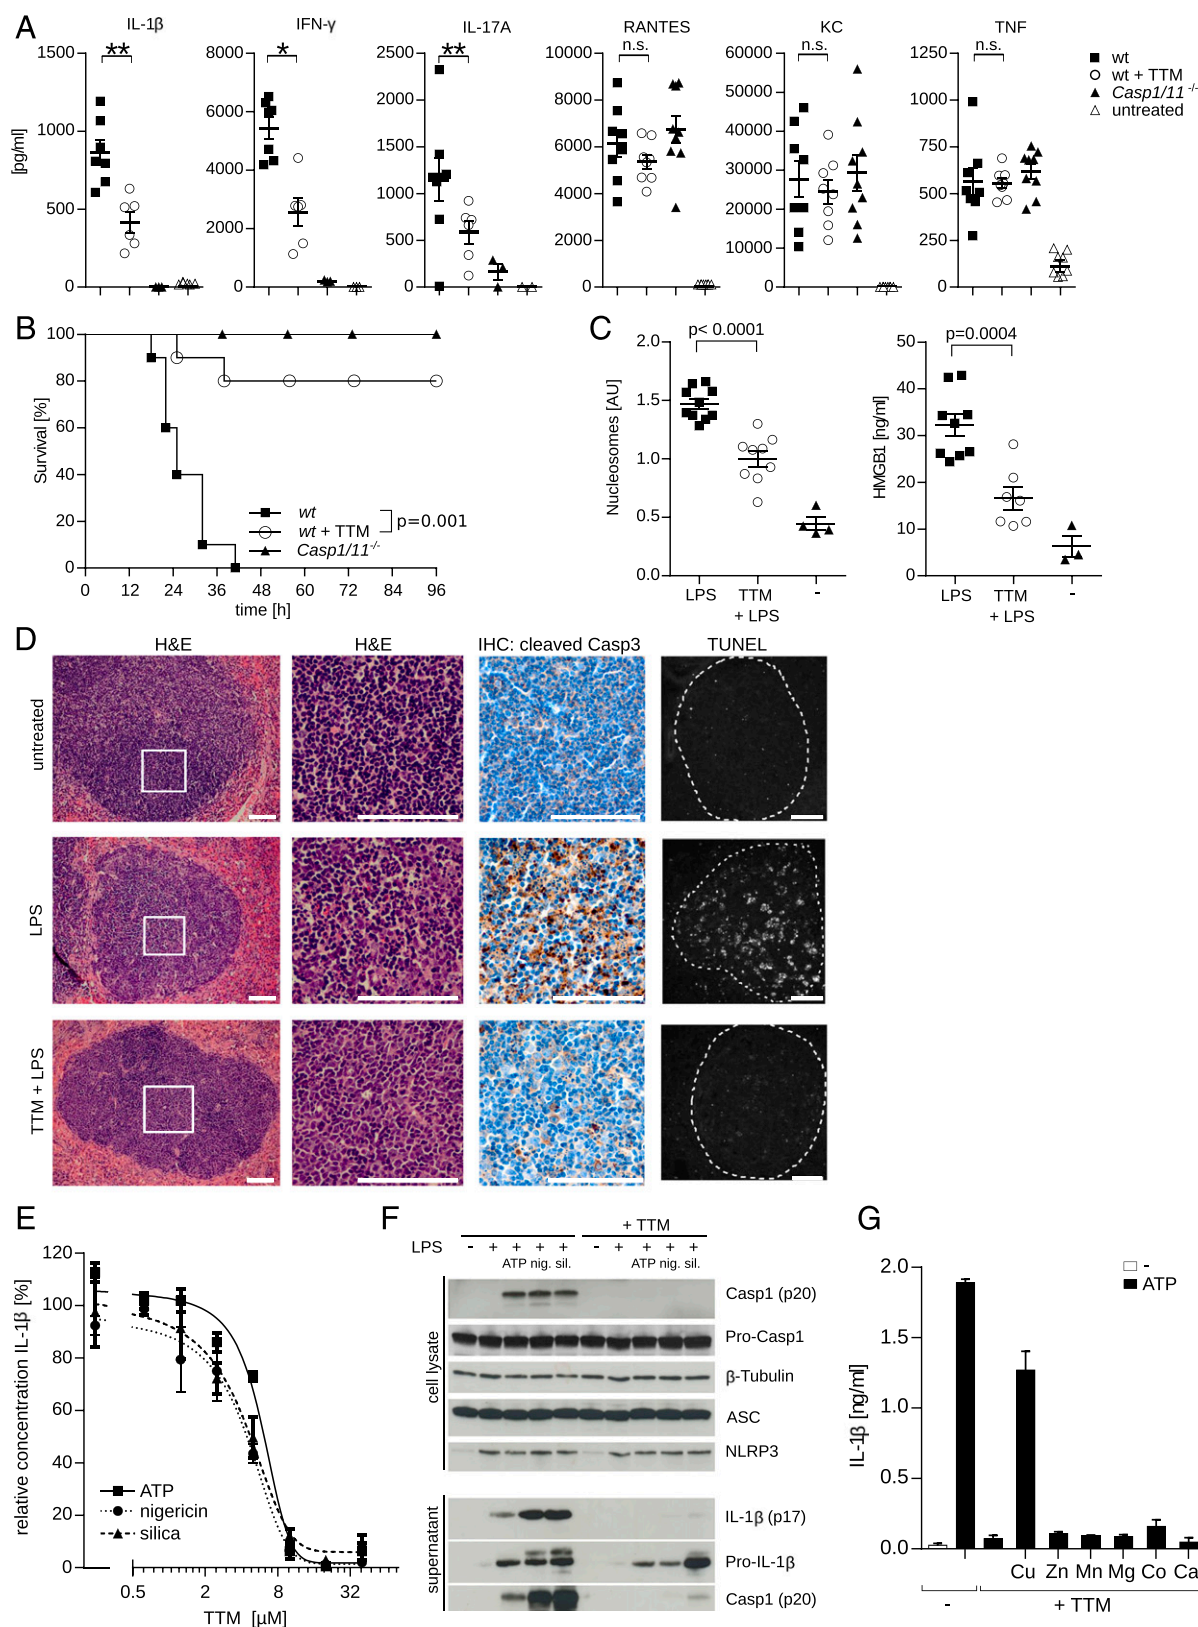 A
IL-1β
IFN-γ
IL-17A
RANTES
KC
TNF
[pg/ml]
1500
1000
500
0
**
8000
6000
4000
2000
0
*
2500
2000
1500
1000
500
0
**
10000
8000
6000
4000
2000
0
n.s.
60000
50000
40000
30000
20000
10000
0
n.s.
1250
1000
750
500
250
0
n.s.
wt
wt + TTM
Casp1/11 -/-
untreated
B
Survival [%]
100
80
60
40
20
0
0 12 24 36 48 60 72 84 96
time [h]
wt
wt + TTM
Casp1/11-/-
p=0.001
C
Nucleosomes [AU]
2.0
1.5
1.0
0.5
0.0
p< 0.0001
LPS TTM -
+ LPS
HMGB1 [ng/ml]
50
40
30
20
10
0
p=0.0004
LPS TTM -
+ LPS
D
H&E
H&E
IHC: cleaved Casp3
TUNEL
untreated
LPS
TTM + LPS
E
relative concentration IL-1β [%]
120
100
80
60
40
20
0
0.5 2 8 32
TTM [µM]
ATP
nigericin
silica
F
+ TTM
LPS - + + + + - + + + +
ATP nig. sil. ATP nig. sil.
cell lysate
Casp1 (p20)
Pro-Casp1
β-Tubulin
ASC
NLRP3
supernatant
IL-1β (p17)
Pro-IL-1β
Casp1 (p20)
G
-
ATP
IL-1β [ng/ml]
2.0
1.5
1.0
0.5
0.0
Cu Zn Mn Mg Co Ca
- + TTM